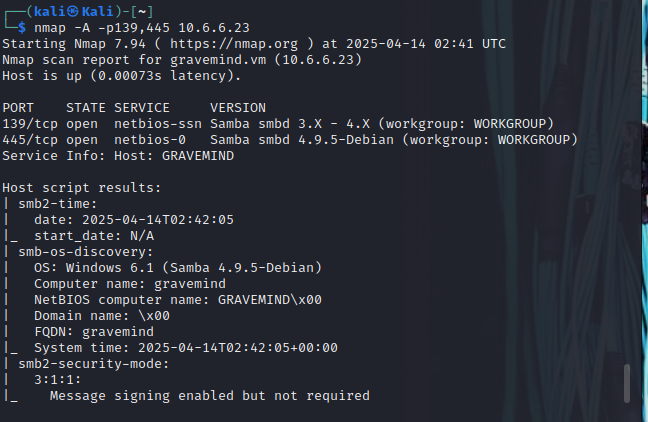 ┌──(kali㉿Kali)-[~]
└─$ nmap -A -p139,445 10.6.6.23
Starting Nmap 7.94 ( https://nmap.org ) at 2025-04-14 02:41 UTC
Nmap scan report for gravemind.vm (10.6.6.23)
Host is up (0.00073s latency).

PORT    STATE SERVICE     VERSION
139/tcp open  netbios-ssn Samba smbd 3.X - 4.X (workgroup: WORKGROUP)
445/tcp open  netbios-0   Samba smbd 4.9.5-Debian (workgroup: WORKGROUP)
Service Info: Host: GRAVEMIND

Host script results:
| smb2-time:
|   date: 2025-04-14T02:42:05
|_  start_date: N/A
| smb-os-discovery:
|   OS: Windows 6.1 (Samba 4.9.5-Debian)
|   Computer name: gravemind
|   NetBIOS computer name: GRAVEMIND\x00
|   Domain name: \x00
|   FQDN: gravemind
|_  System time: 2025-04-14T02:42:05+00:00
| smb2-security-mode:
|   3:1:1:
|_    Message signing enabled but not required